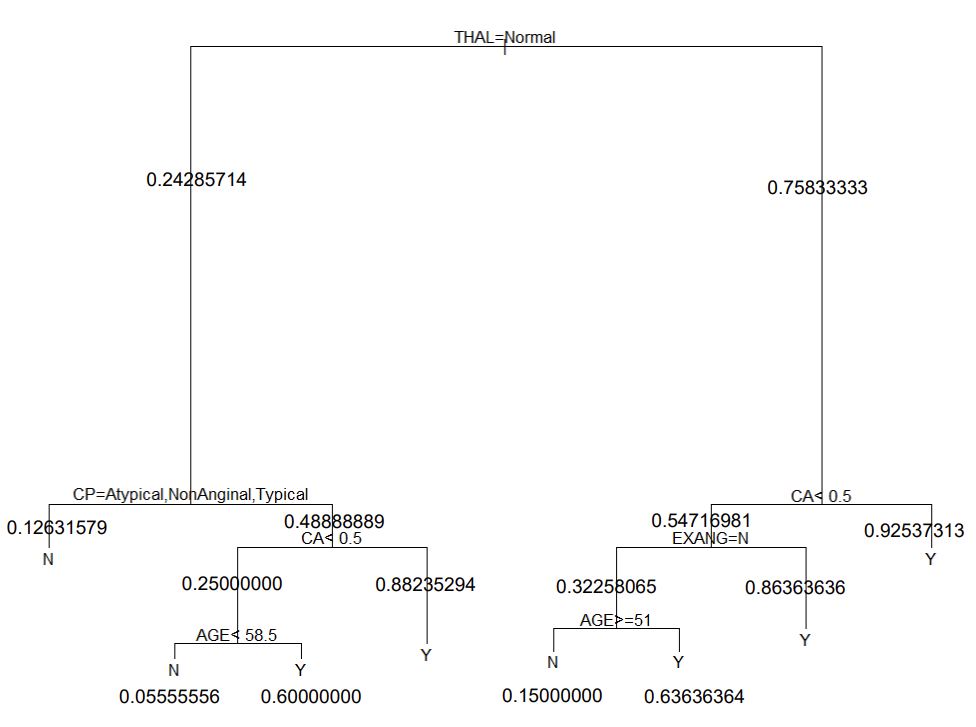 THAL=Normal
0.24285714
0.75833333
CP=Atypical,NonAnginal,Typical
CA< 0.5
0.12631579
0.48888889
0.54716981
0.92537313
CA< 0.5
EXANG=N
N
Y
0.25000000
0.88235294
0.32258065
0.86363636
AGE< 58.5
AGE>=51
Y
Y
N
Y
N
Y
0.05555556
0.60000000
0.15000000
0.63636364